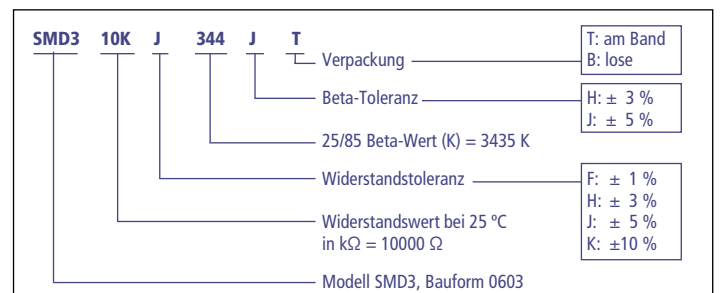 SMD3 10K J 344 J T
Verpackung
T: am Band
B: lose
Beta-Toleranz
H: ± 3 %
J: ± 5 %
25/85 Beta-Wert (K) = 3435 K
Widerstandstoleranz
F: ± 1 %
H: ± 3 %
J: ± 5 %
K: ±10 %
Widerstandswert bei 25 ºC
in kΩ = 10000 Ω
Modell SMD3, Bauform 0603